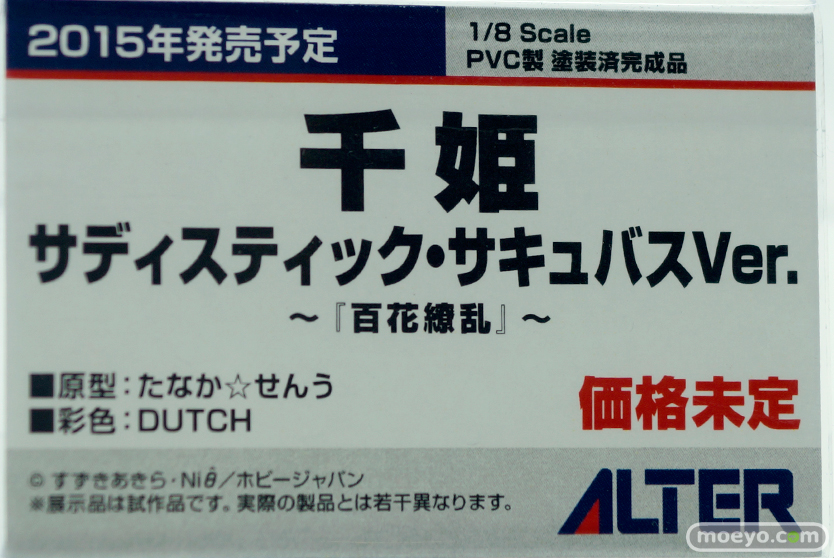 2015年発売予定
1/8 Scale
PVC製 塗装済完成品
千姫
サディスティック・サキュバスVer.
～『百花繚乱』～
■原型：たなか☆せんう
■彩色：DUTCH
価格未定
© すずきあきら・Niθ／ホビージャパン
※展示品は試作品です。実際の製品とは若干異なります。
ALTER
moeyo.com